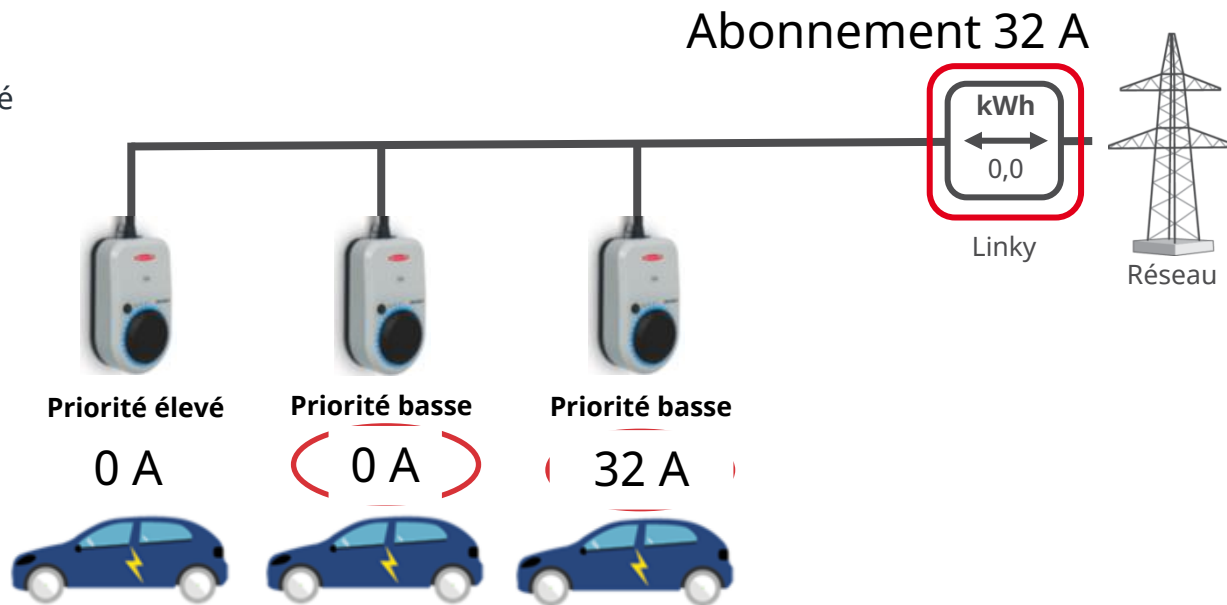 Abonnement 32 A
é
kWh
0,0
Linky
Réseau
Priorité élevé
Priorité basse
Priorité basse
0 A
0 A
32 A